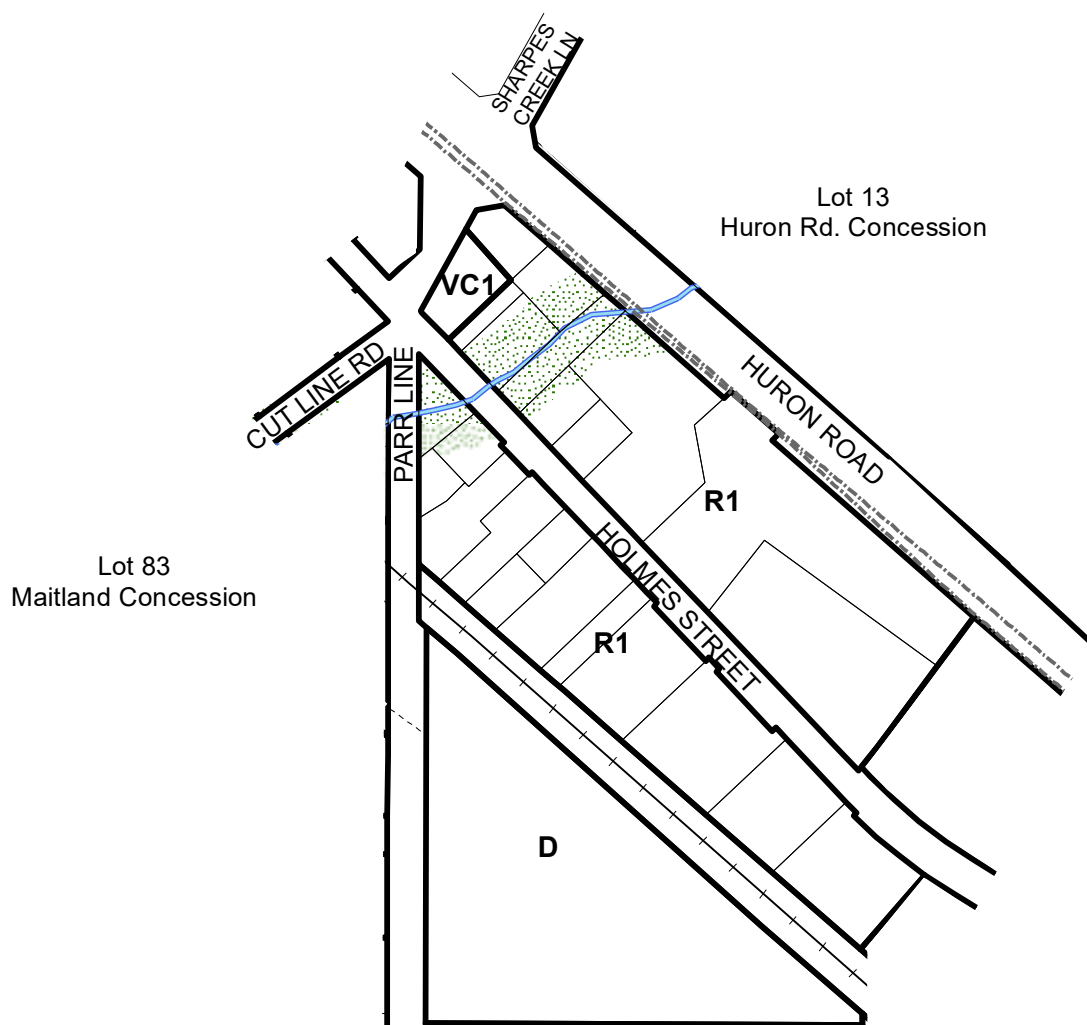 SHARPES
CREEK LN
Lot 13
Huron Rd. Concession
VC1
CUT LINE RD
PARR LINE
HURON ROAD
R1
Lot 83
Maitland Concession
HOLMES STREET
R1
D